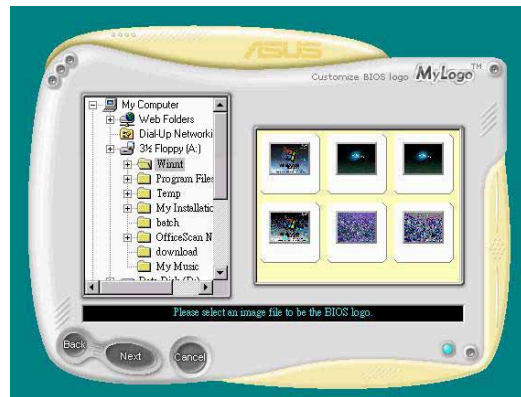 ASUS
Customize BIOS logo MyLogo™
My Computer
Web Folders
Dial-Up Networki
3½ Floppy (A:)
Winnt
Program Files
Temp
My Installatic
batch
OfficeScan N
download
My Music
Please select an image file to be the BIOS logo.
Back
Next
Cancel